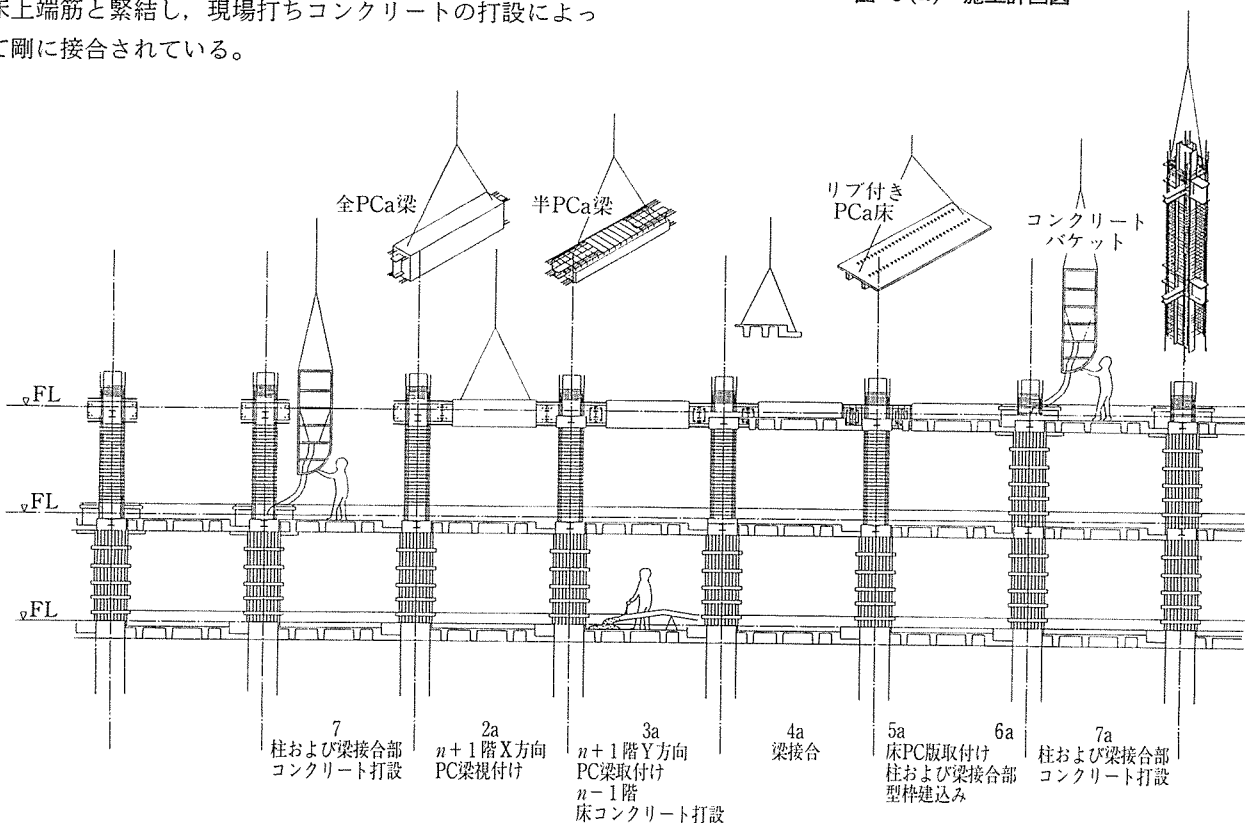 床上端筋と緊結し，現場打ちコンクリートの打設によっ
て剛に接合されている。
施工計画図
全PCa梁
半PCa梁
リブ付き
PCa床
コンクリート
バケット
FL
FL
FL
7
柱および梁接合部
コンクリート打設
2a
n＋1階X方向
PC梁視付け
3a
n＋1階Y方向
PC梁取付け
n－1階
床コンクリート打設
4a
梁接合
5a
6a
床PC版取付け
柱および梁接合部
型枠建込み
7a
柱および梁接合部
コンクリート打設